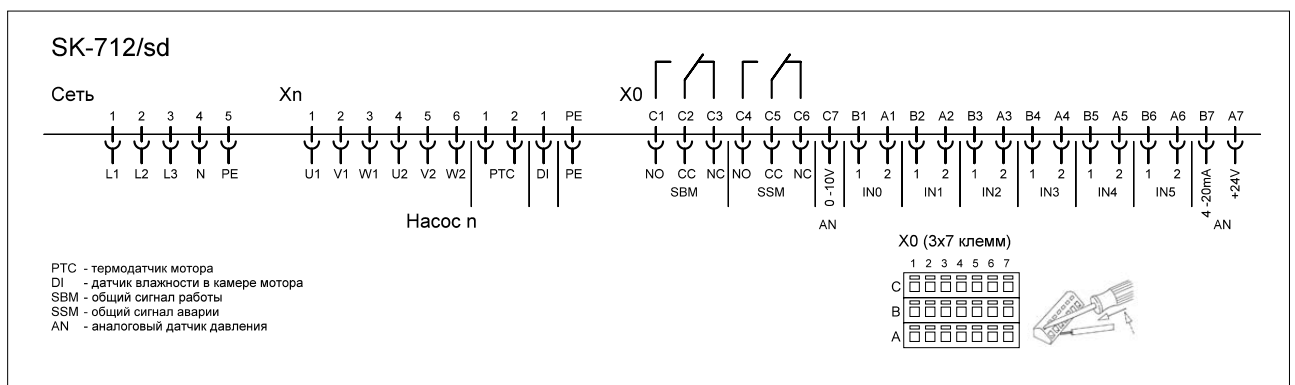 SK-712/sd
Сеть Xn X0
1 2 3 4 5 1 2 3 4 5 6 1 2 1 PE C1 C2 C3 C4 C5 C6 C7 B1 A1 B2 A2 B3 A3 B4 A4 B5 A5 B6 A6 B7 A7
L1 L2 L3 N PE U1 V1 W1 U2 V2 W2 PTC DI PE NO CC NC NO CC NC 0 -10V 1 2 1 2 1 2 1 2 1 2 1 2 4 -20mA +24V
SBM SSM IN0 IN1 IN2 IN3 IN4 IN5
Насос n AN AN
X0 (3x7 клемм)
1 2 3 4 5 6 7
C
B
A
PTC - термодатчик мотора
DI - датчик влажности в камере мотора
SBM - общий сигнал работы
SSM - общий сигнал аварии
AN - аналоговый датчик давления